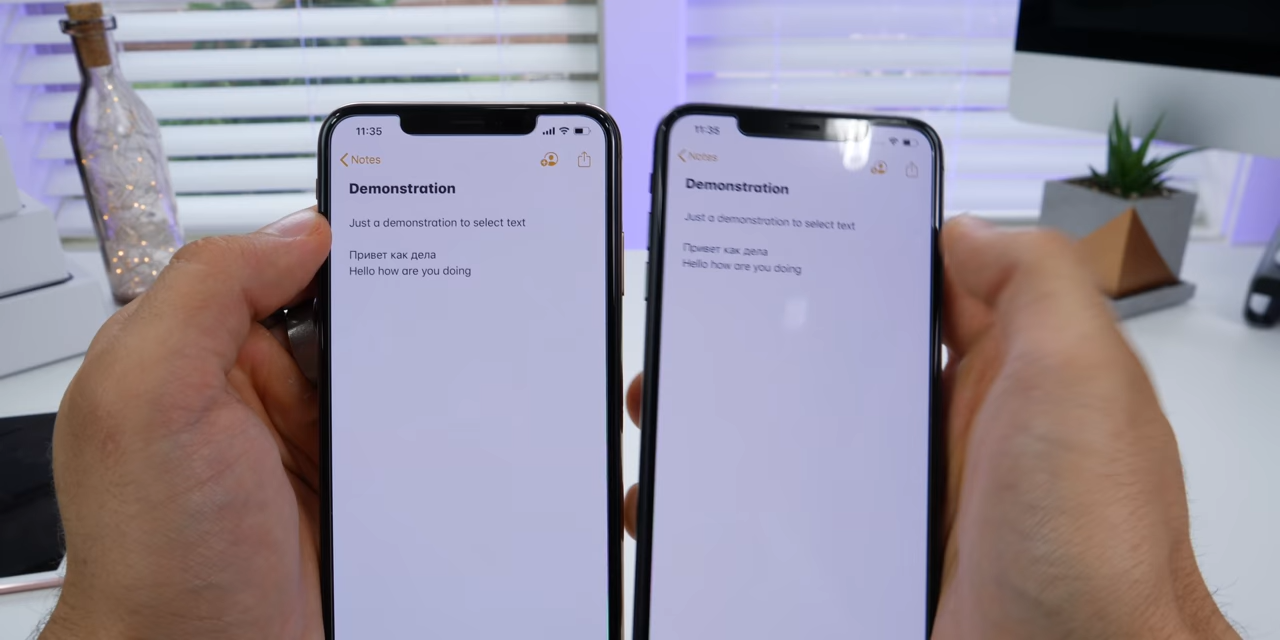 11:35
Notes
Demonstration
Just a demonstration to select text
Привет как дела
Hello how are you doing
11:35
Notes
Demonstration
Just a demonstration to select text
Привет как дела
Hello how are you doing